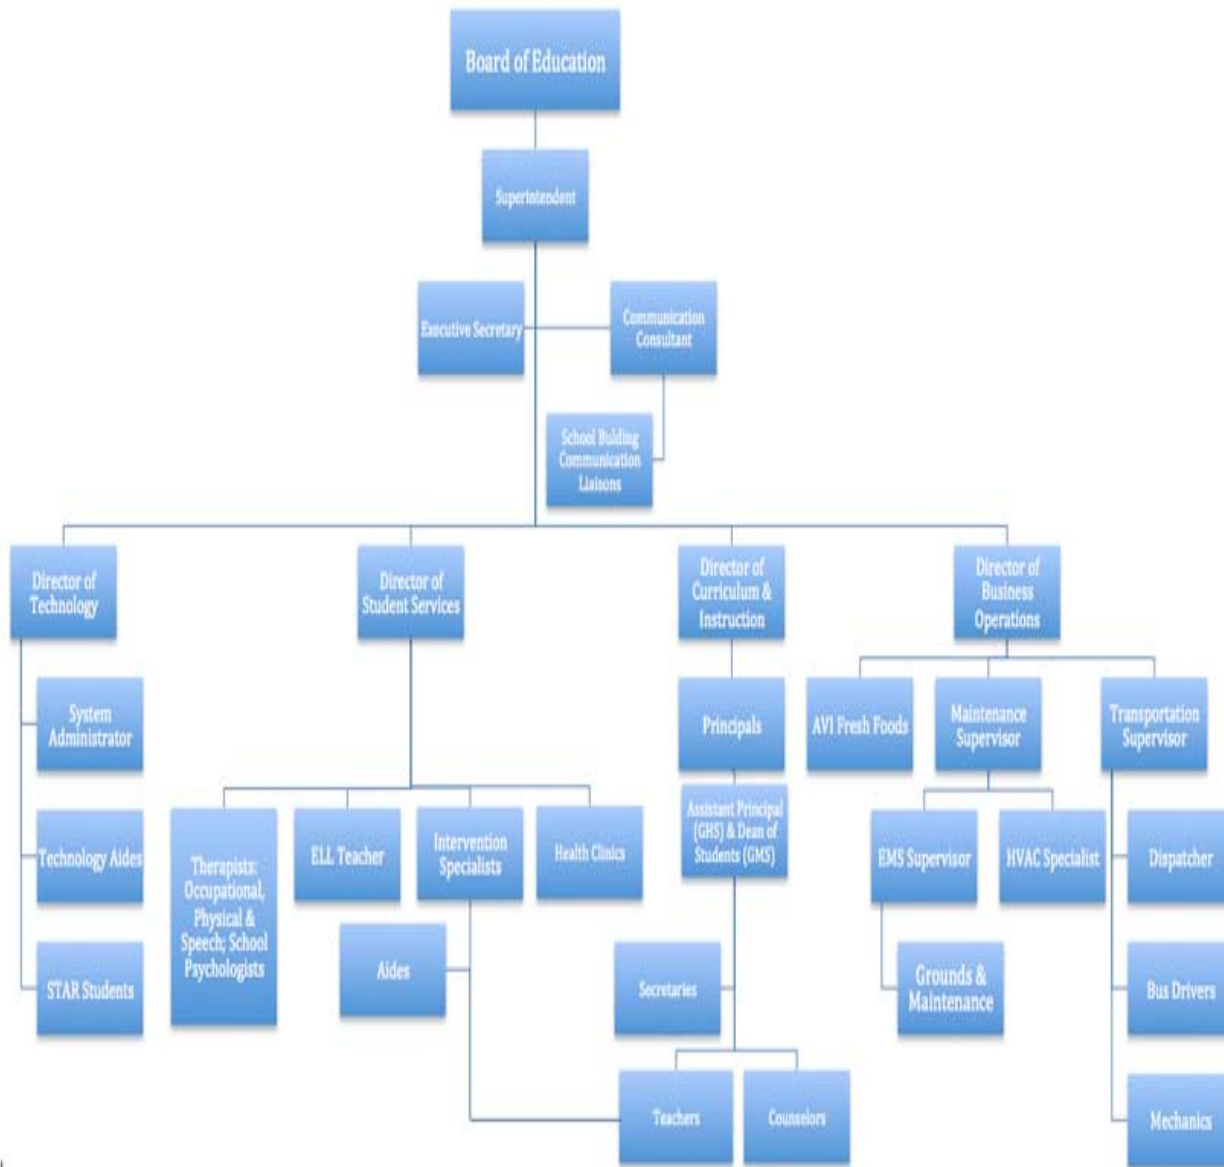 Board of Education
Superintendent
Executive Secretary
Communication
Consultant
School Bulding
Communication
Liaisons
Director of
Technology
Director of
Student Services
Director of
Curriculum &
Instruction
Director of
Business
Operations
System
Administrator
Technology Aides
STAR Students
Therapists:
Occupational,
Physical &
Speech; School
Psychologists
ELL Teacher
Intervention
Specialists
Health Clinics
Aides
Principals
Assistant Principal
(GHS) & Dean of
Students (GMS)
Secretaries
Teachers
Counselors
AVI Fresh Foods
Maintenance
Supervisor
Transportation
Supervisor
EMS Supervisor
HVAC Specialist
Grounds &
Maintenance
Dispatcher
Bus Drivers
Mechanics